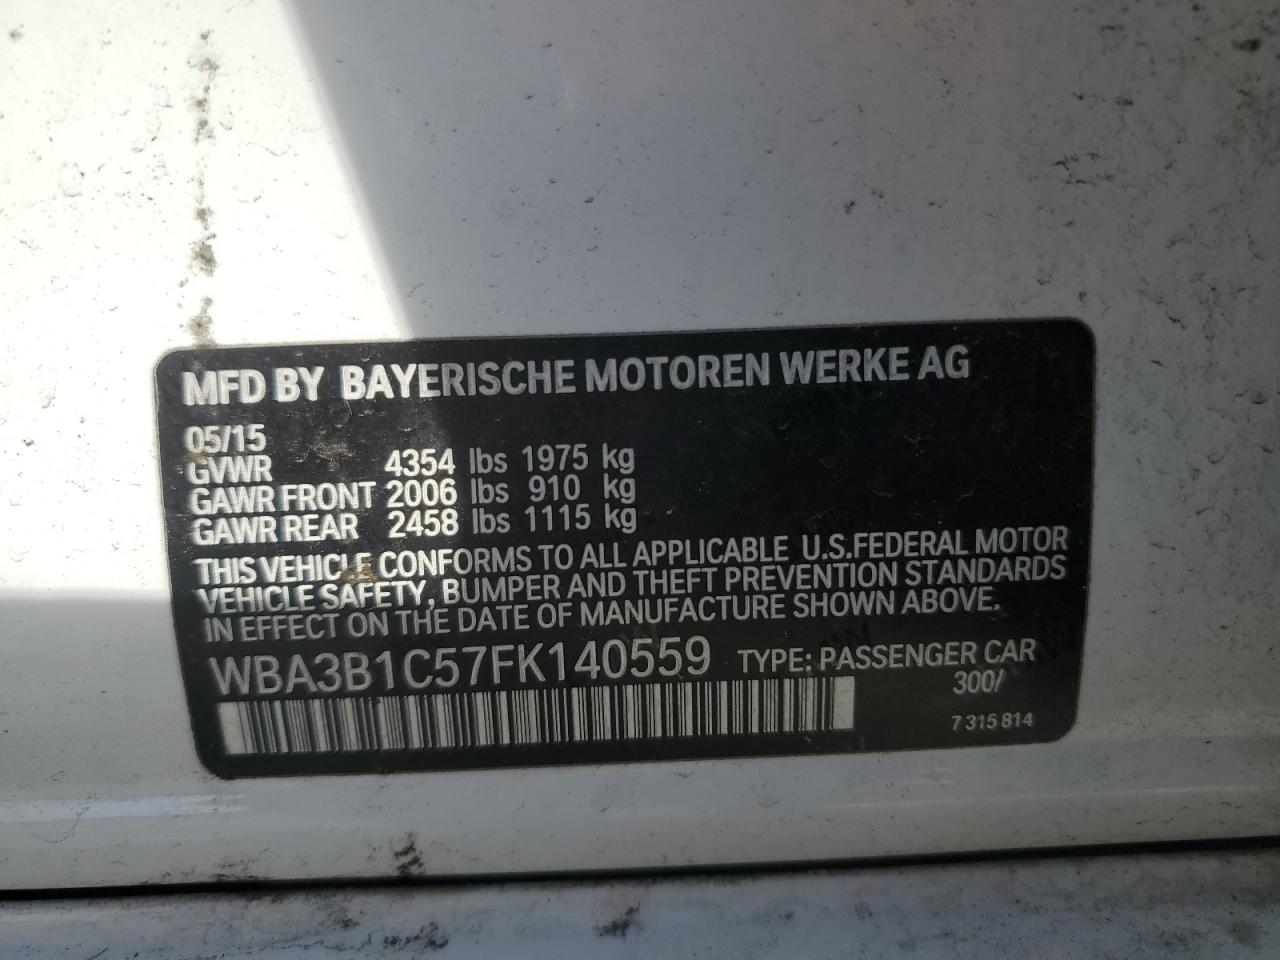 MFD BY BAYERISCHE MOTOREN WERKE AG
05/15
GVWR 4354 lbs 1975 kg
GAWR FRONT 2006 lbs 910 kg
GAWR REAR 2458 lbs 1115 kg
THIS VEHICLE CONFORMS TO ALL APPLICABLE U.S.FEDERAL MOTOR
VEHICLE SAFETY, BUMPER AND THEFT PREVENTION STANDARDS
IN EFFECT ON THE DATE OF MANUFACTURE SHOWN ABOVE.
WBA3B1C57FK140559 TYPE: PASSENGER CAR
300/
7 315 814